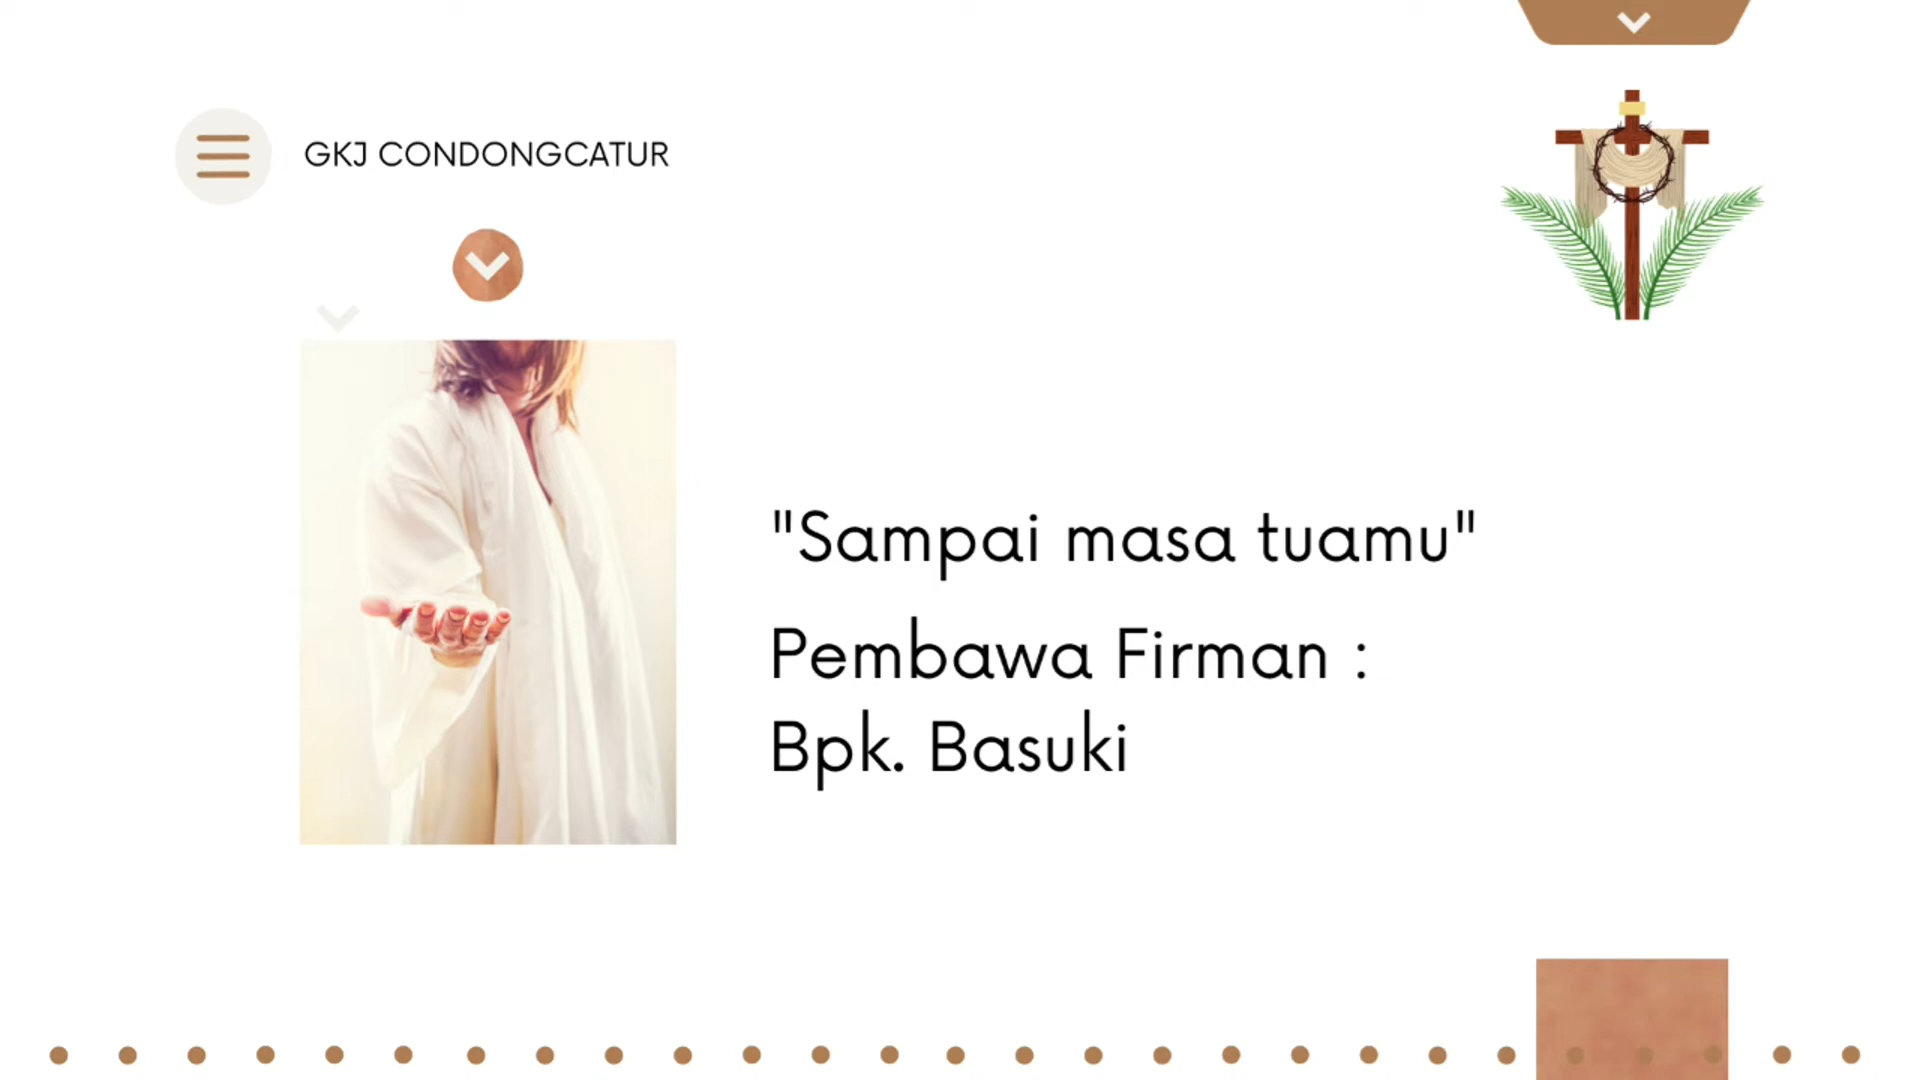 GKJ CONDONGCATUR
"Sampai masa tuamu"
Pembawa Firman :
Bpk. Basuki